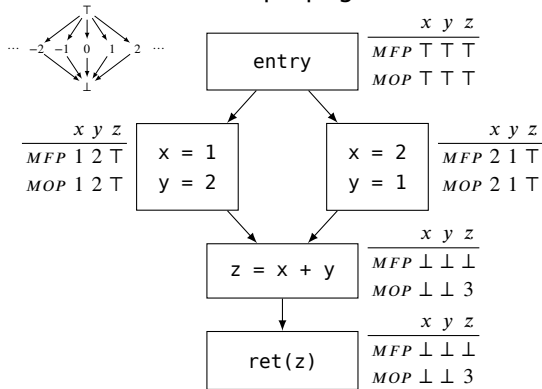 ⊤
··· −2 −1 0 1 2 ···
⊥
entry
x y z
MFP ⊤ ⊤ ⊤
MOP ⊤ ⊤ ⊤
x y z
MFP 1 2 ⊤
MOP 1 2 ⊤
x = 1
y = 2
x = 2
y = 1
x y z
MFP 2 1 ⊤
MOP 2 1 ⊤
z = x + y
x y z
MFP ⊥ ⊥ ⊥
MOP ⊥ ⊥ 3
ret(z)
x y z
MFP ⊥ ⊥ ⊥
MOP ⊥ ⊥ 3